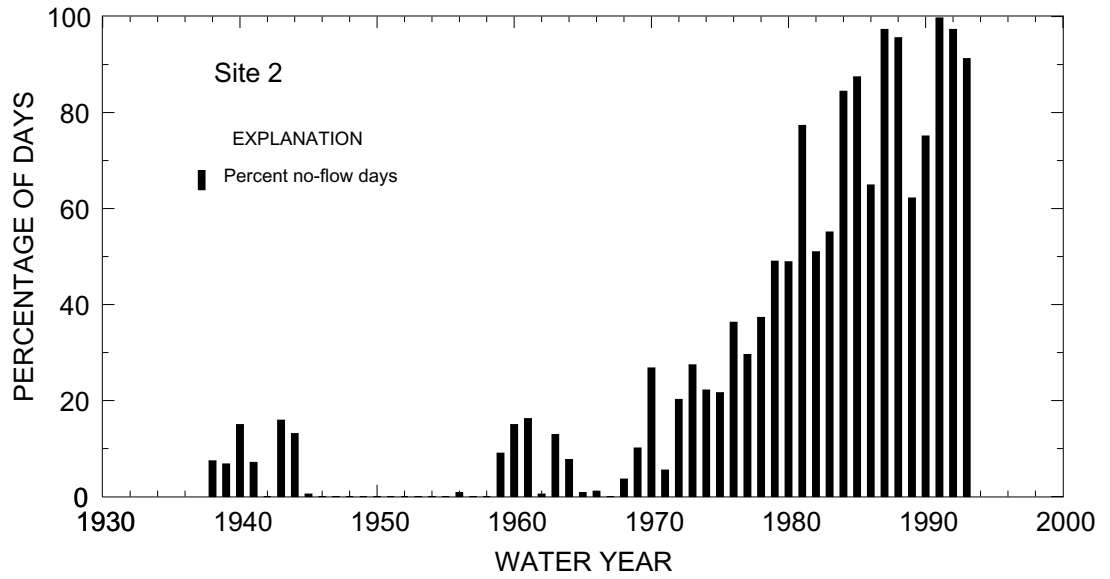 100
80
60
40
20
0
PERCENTAGE OF DAYS
Site 2
EXPLANATION
Percent no-flow days
1930 1940 1950 1960 1970 1980 1990 2000
WATER YEAR